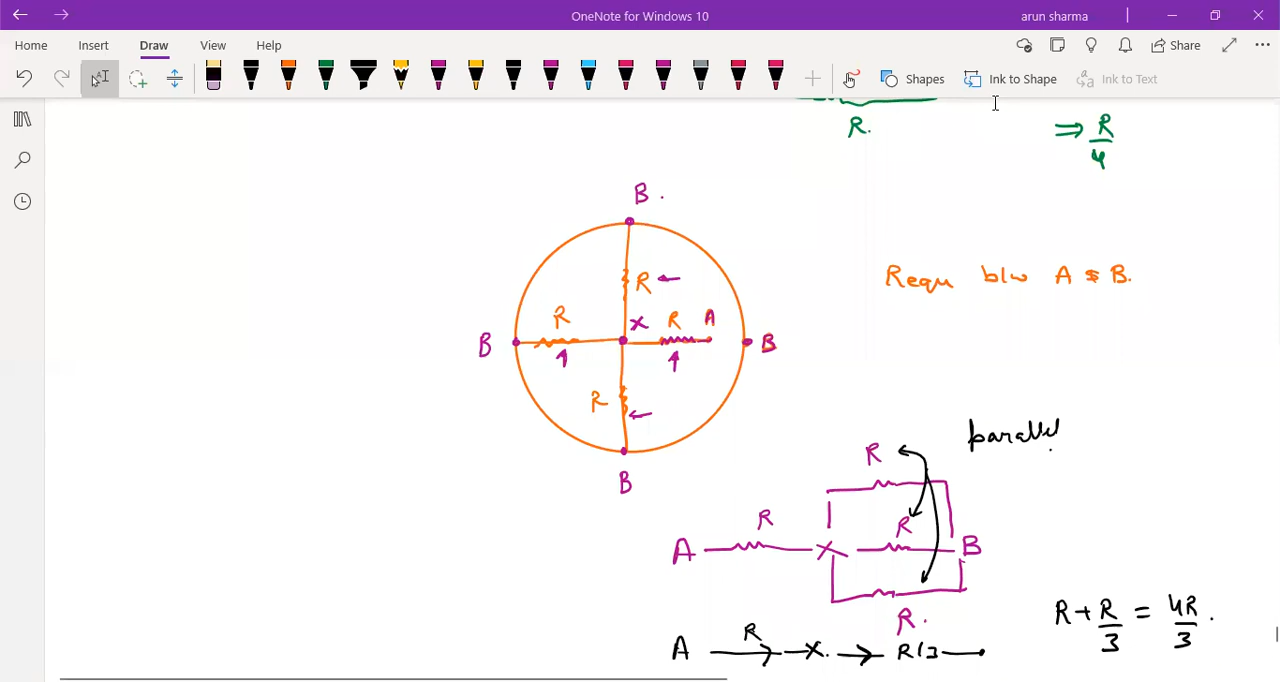 OneNote for Windows 10
arun sharma
Home Insert Draw View Help
Share
Shapes
Ink to Shape
Ink to Text
R.
⇒ R/4
B.
R
R
X
R
A
B
B
R
B
Requ b/w A & B.
parallel
R
R
R
A
X
B
R.
A R X. R/3
R + R/3 = 4R/3.